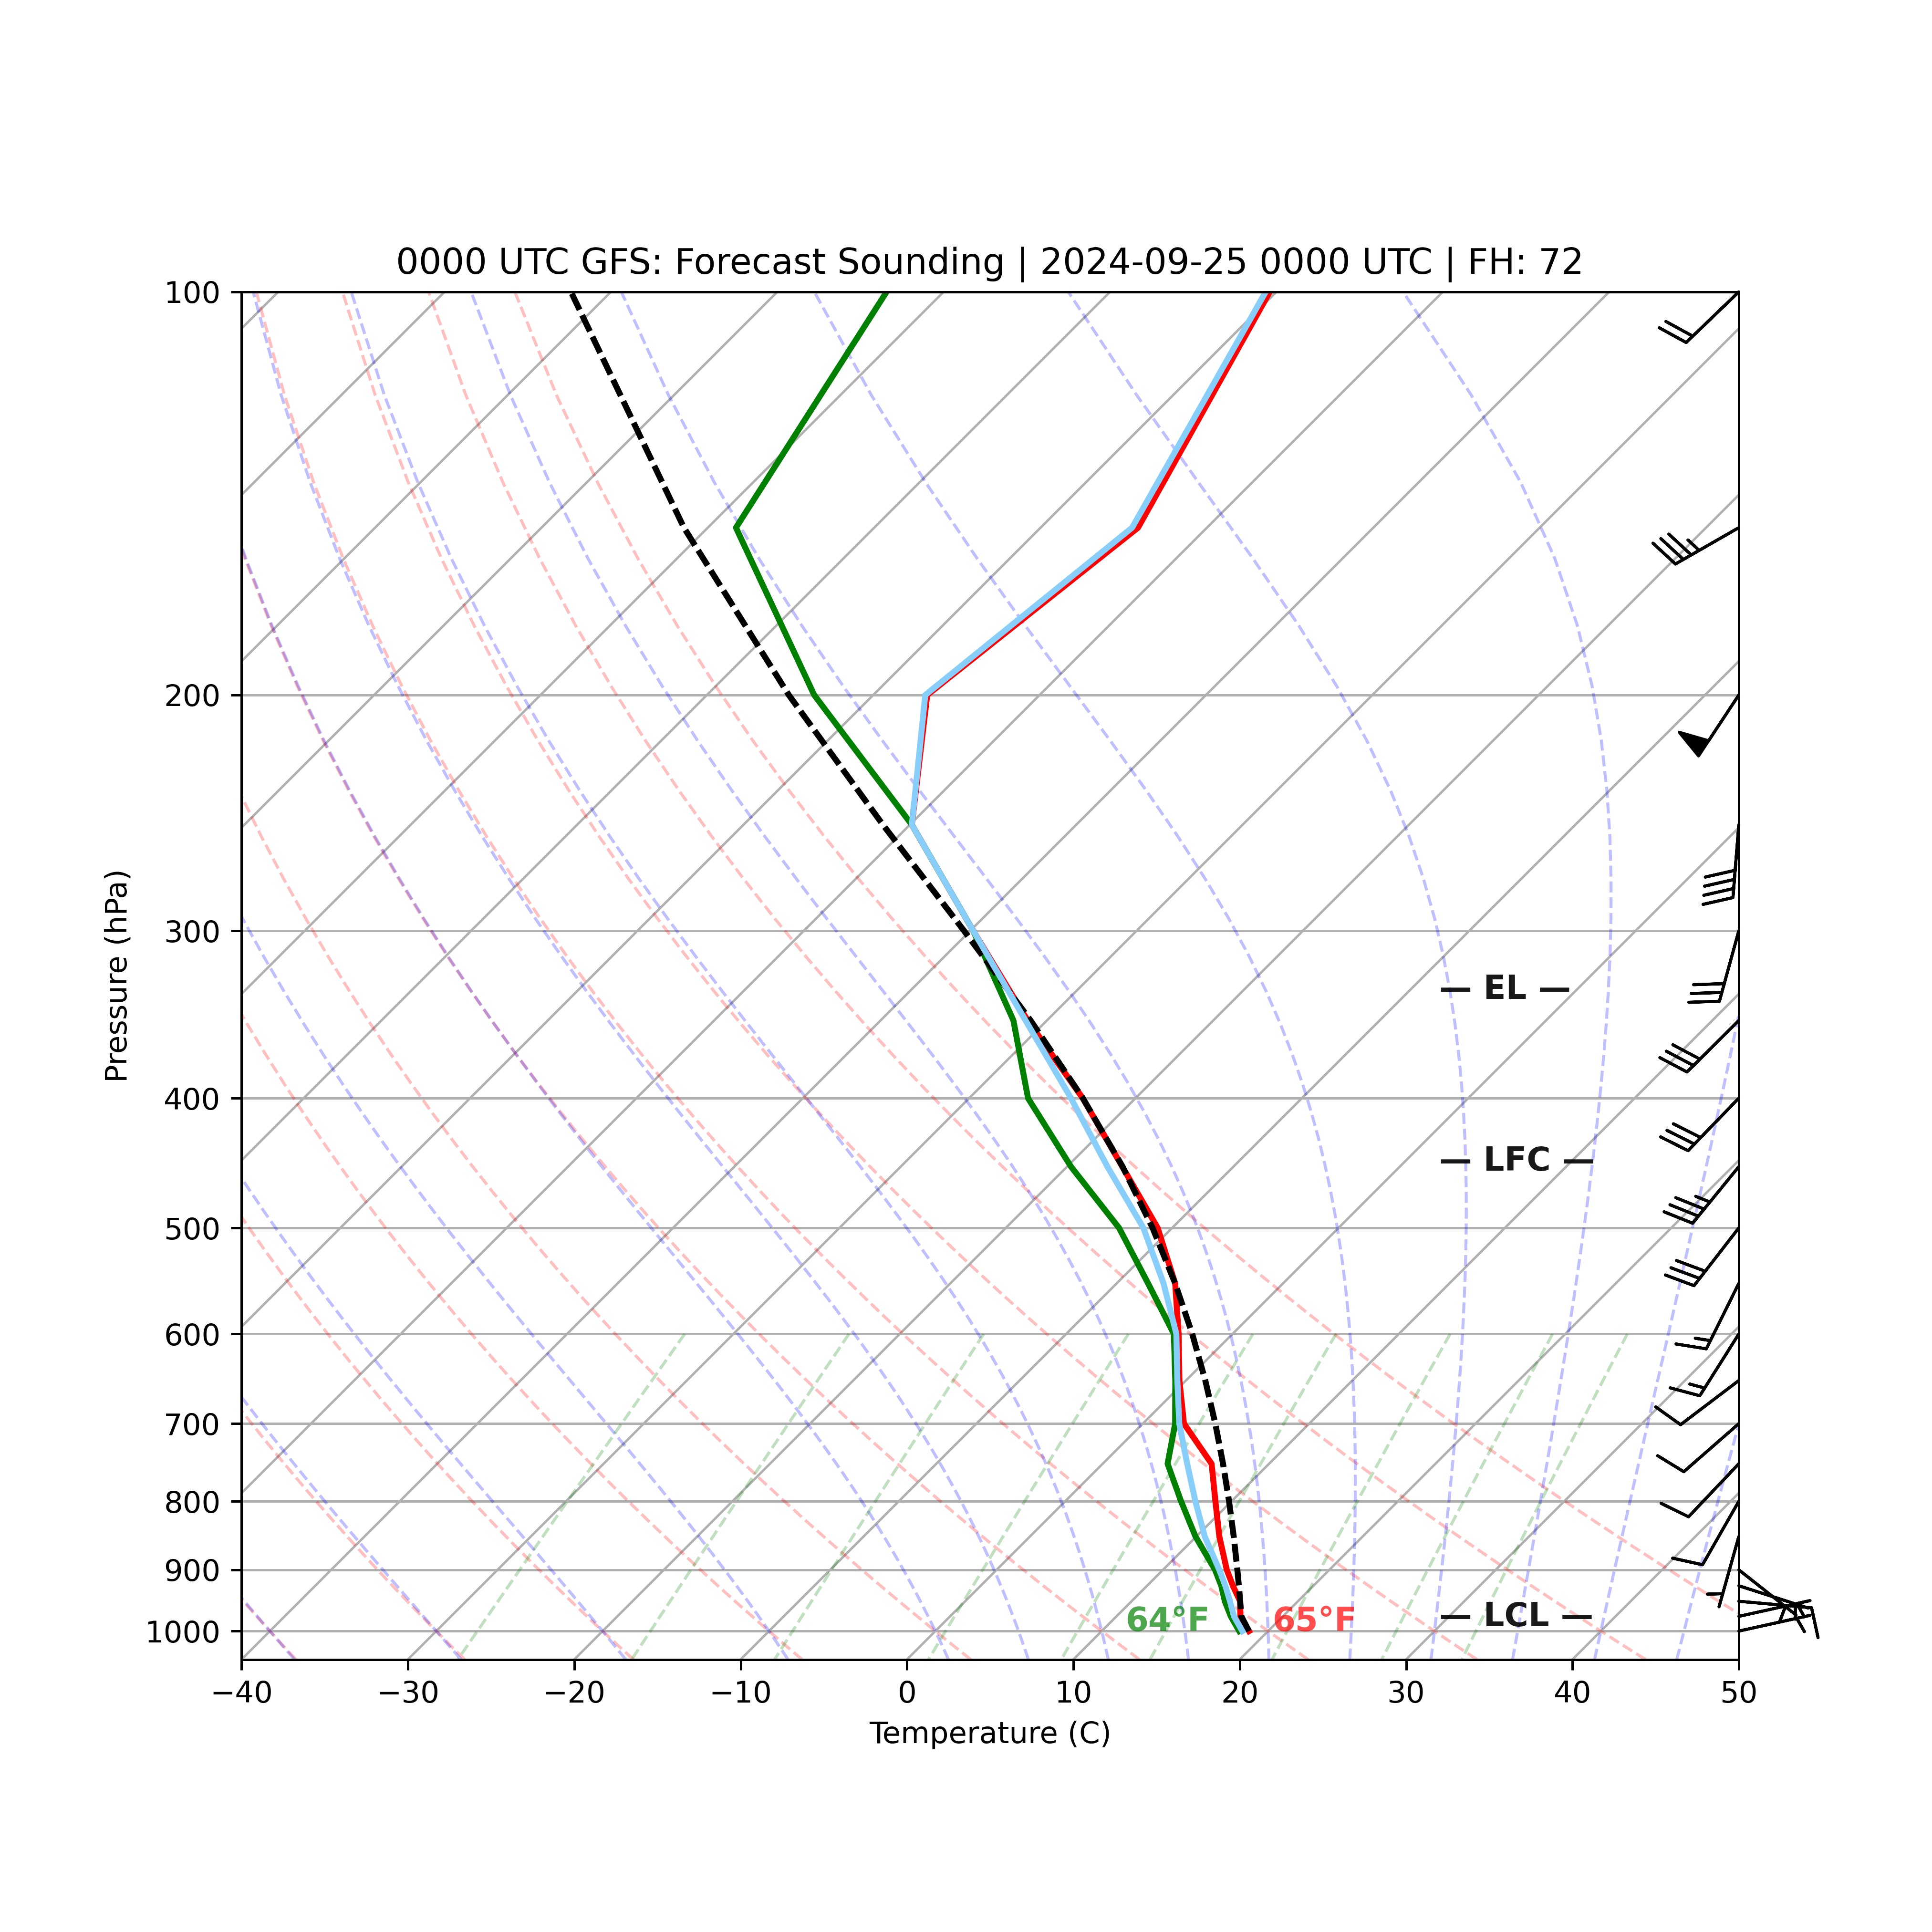 0000 UTC GFS: Forecast Sounding | 2024-09-25 0000 UTC | FH: 72
100
200
300
400
500
600
700
800
900
1000
Pressure (hPa)
— EL —
— LFC —
— LCL —
64°F 65°F
−40 −30 −20 −10 0 10 20 30 40 50
Temperature (C)